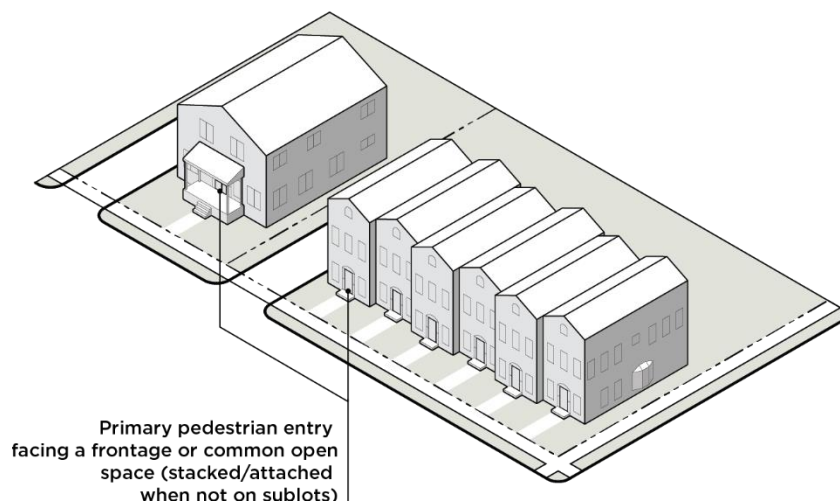 Primary pedestrian entry
facing a frontage or common open
space (stacked/attached
when not on sublots)